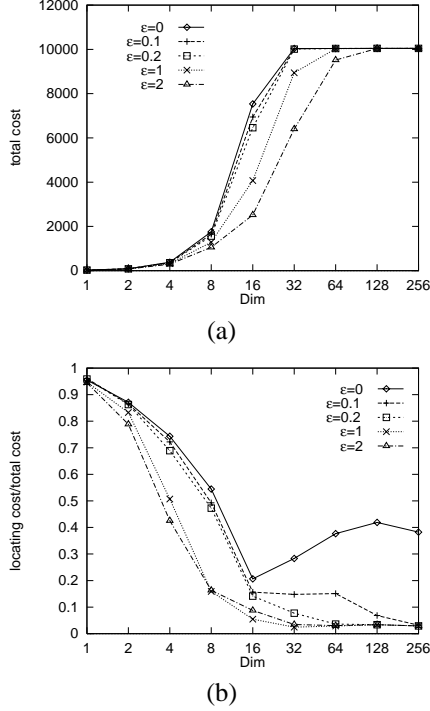 12000
10000
8000
6000
4000
2000
0
total cost
ε=0
ε=0.1
ε=0.2
ε=1
ε=2
1 2 4 8 16 32 64 128 256
Dim
(a)
1
0.9
0.8
0.7
0.6
0.5
0.4
0.3
0.2
0.1
0
locating cost/total cost
ε=0
ε=0.1
ε=0.2
ε=1
ε=2
1 2 4 8 16 32 64 128 256
Dim
(b)